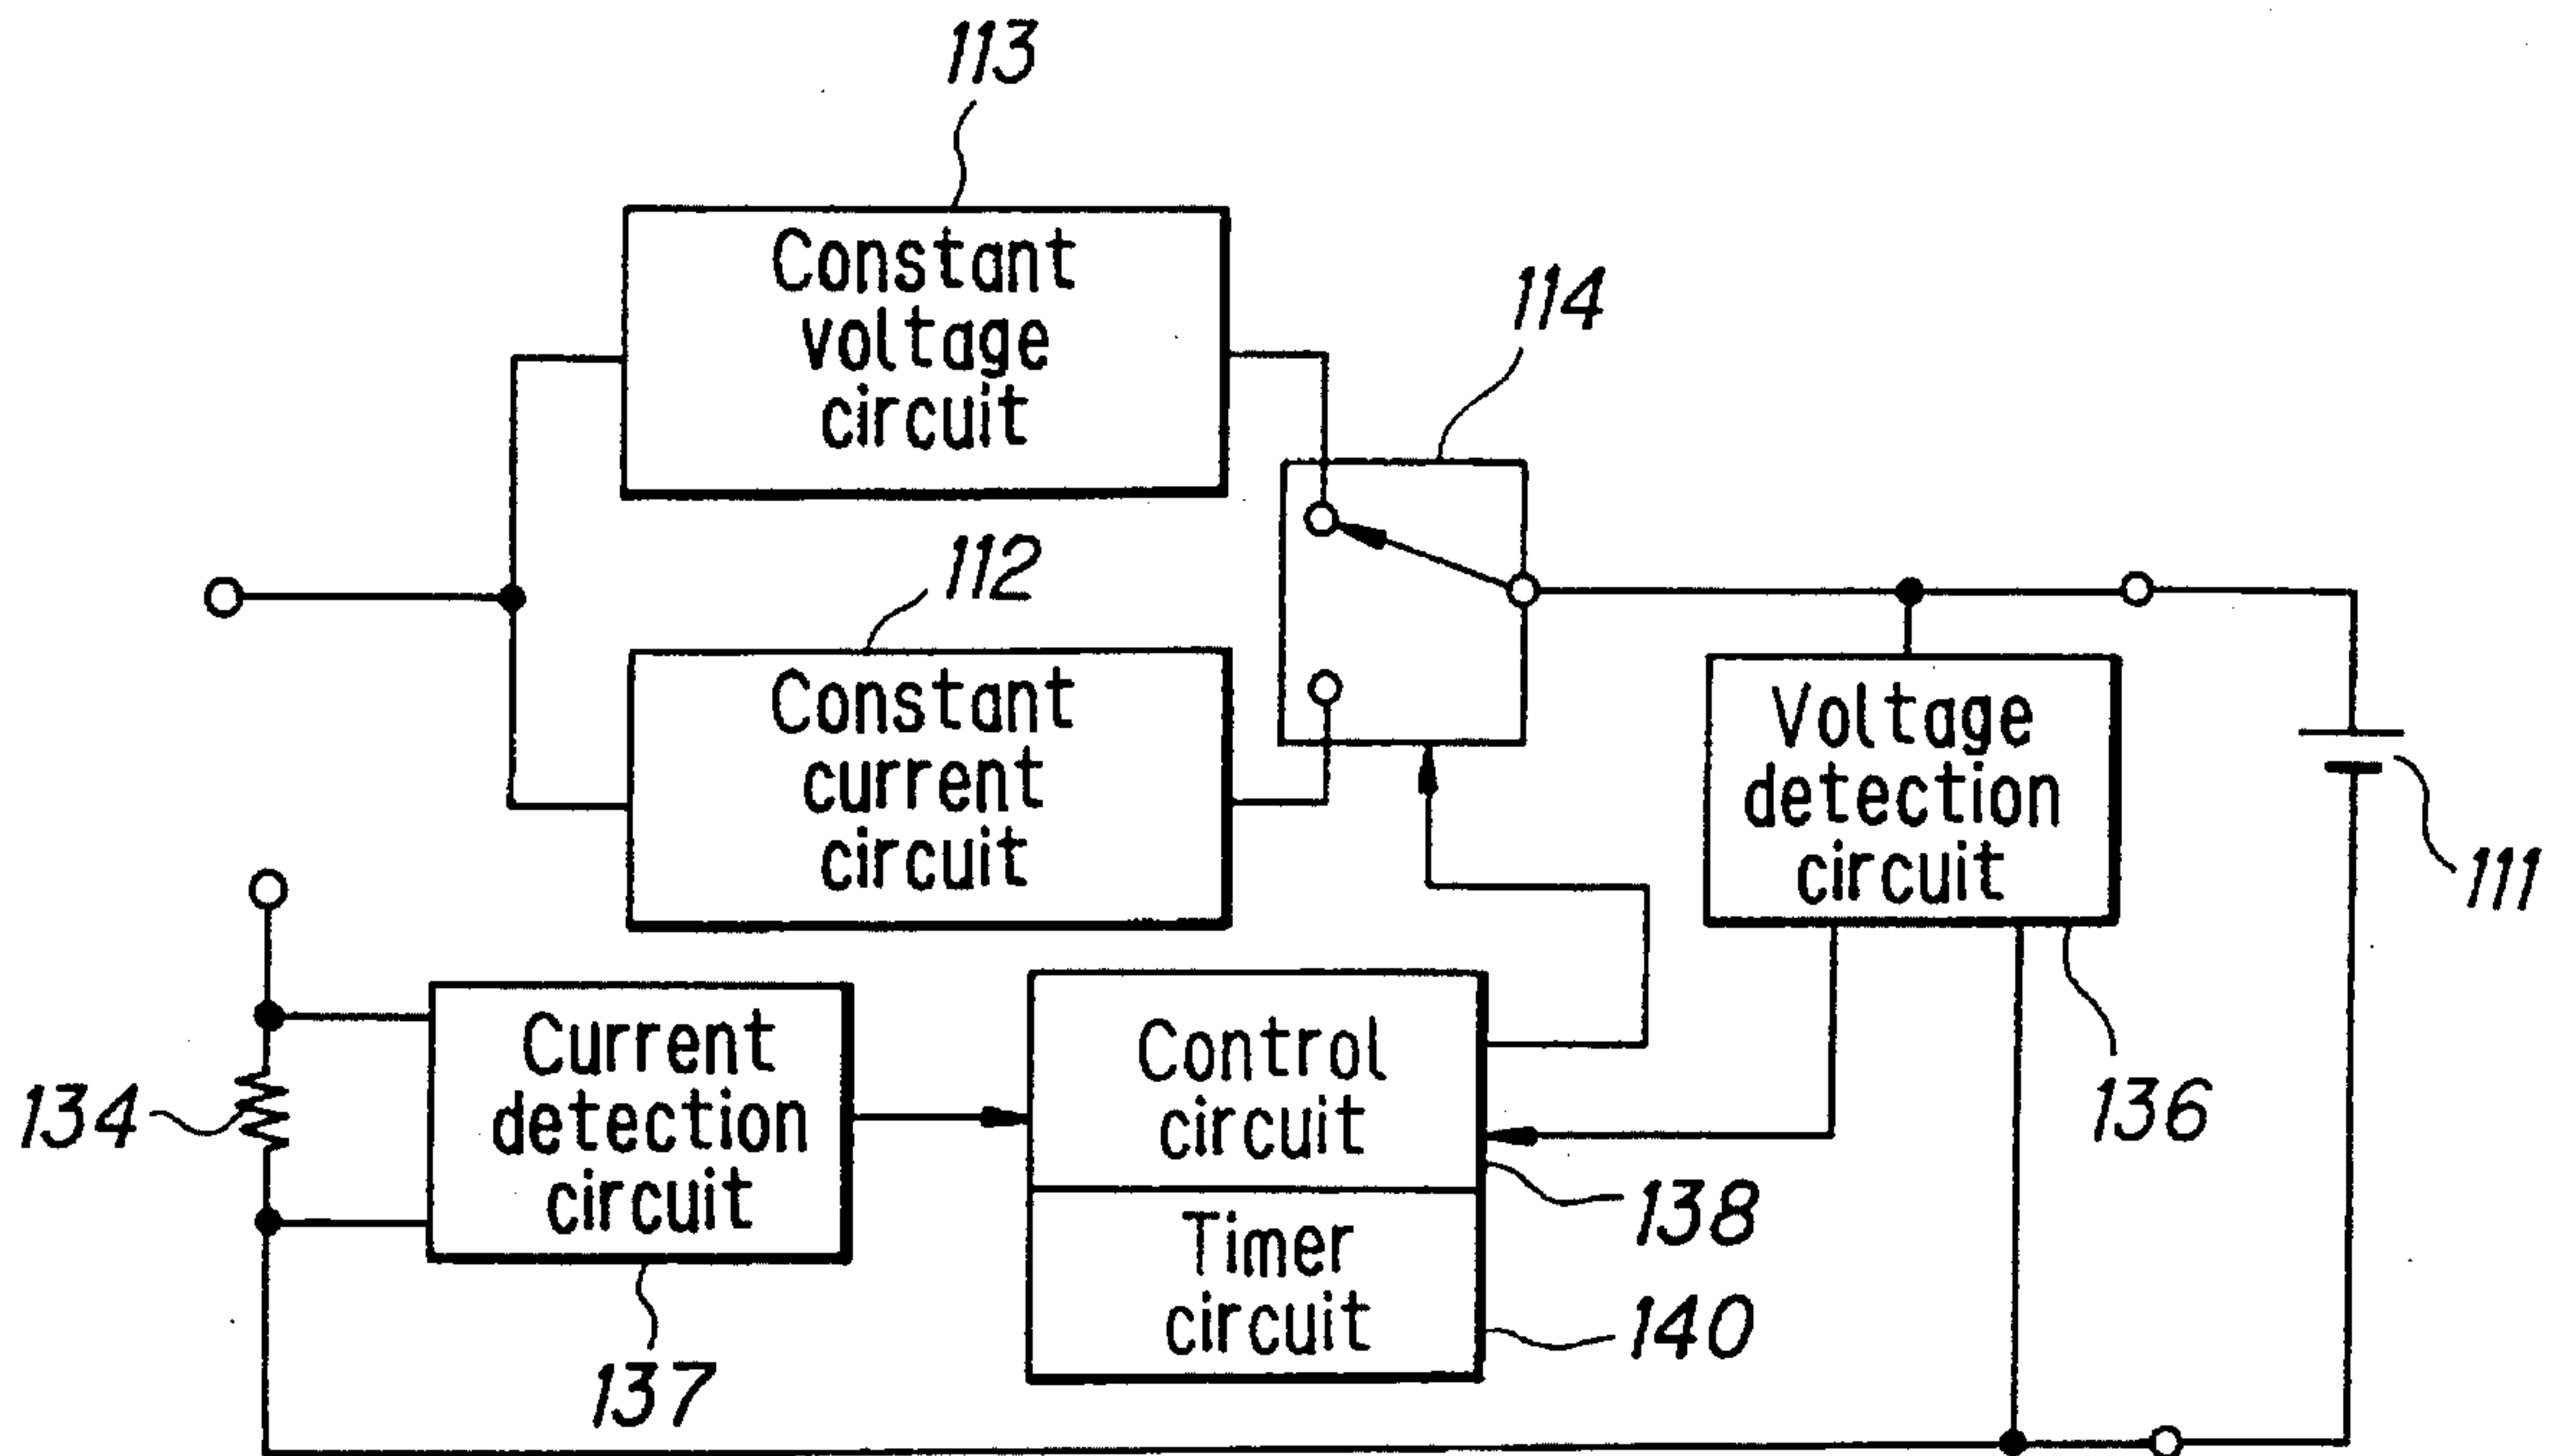 113
Constant
voltage
circuit
114
112
Constant
current
circuit
Voltage
detection
circuit
111
134
Current
detection
circuit
Control
circuit
136
138
Timer
circuit
140
137